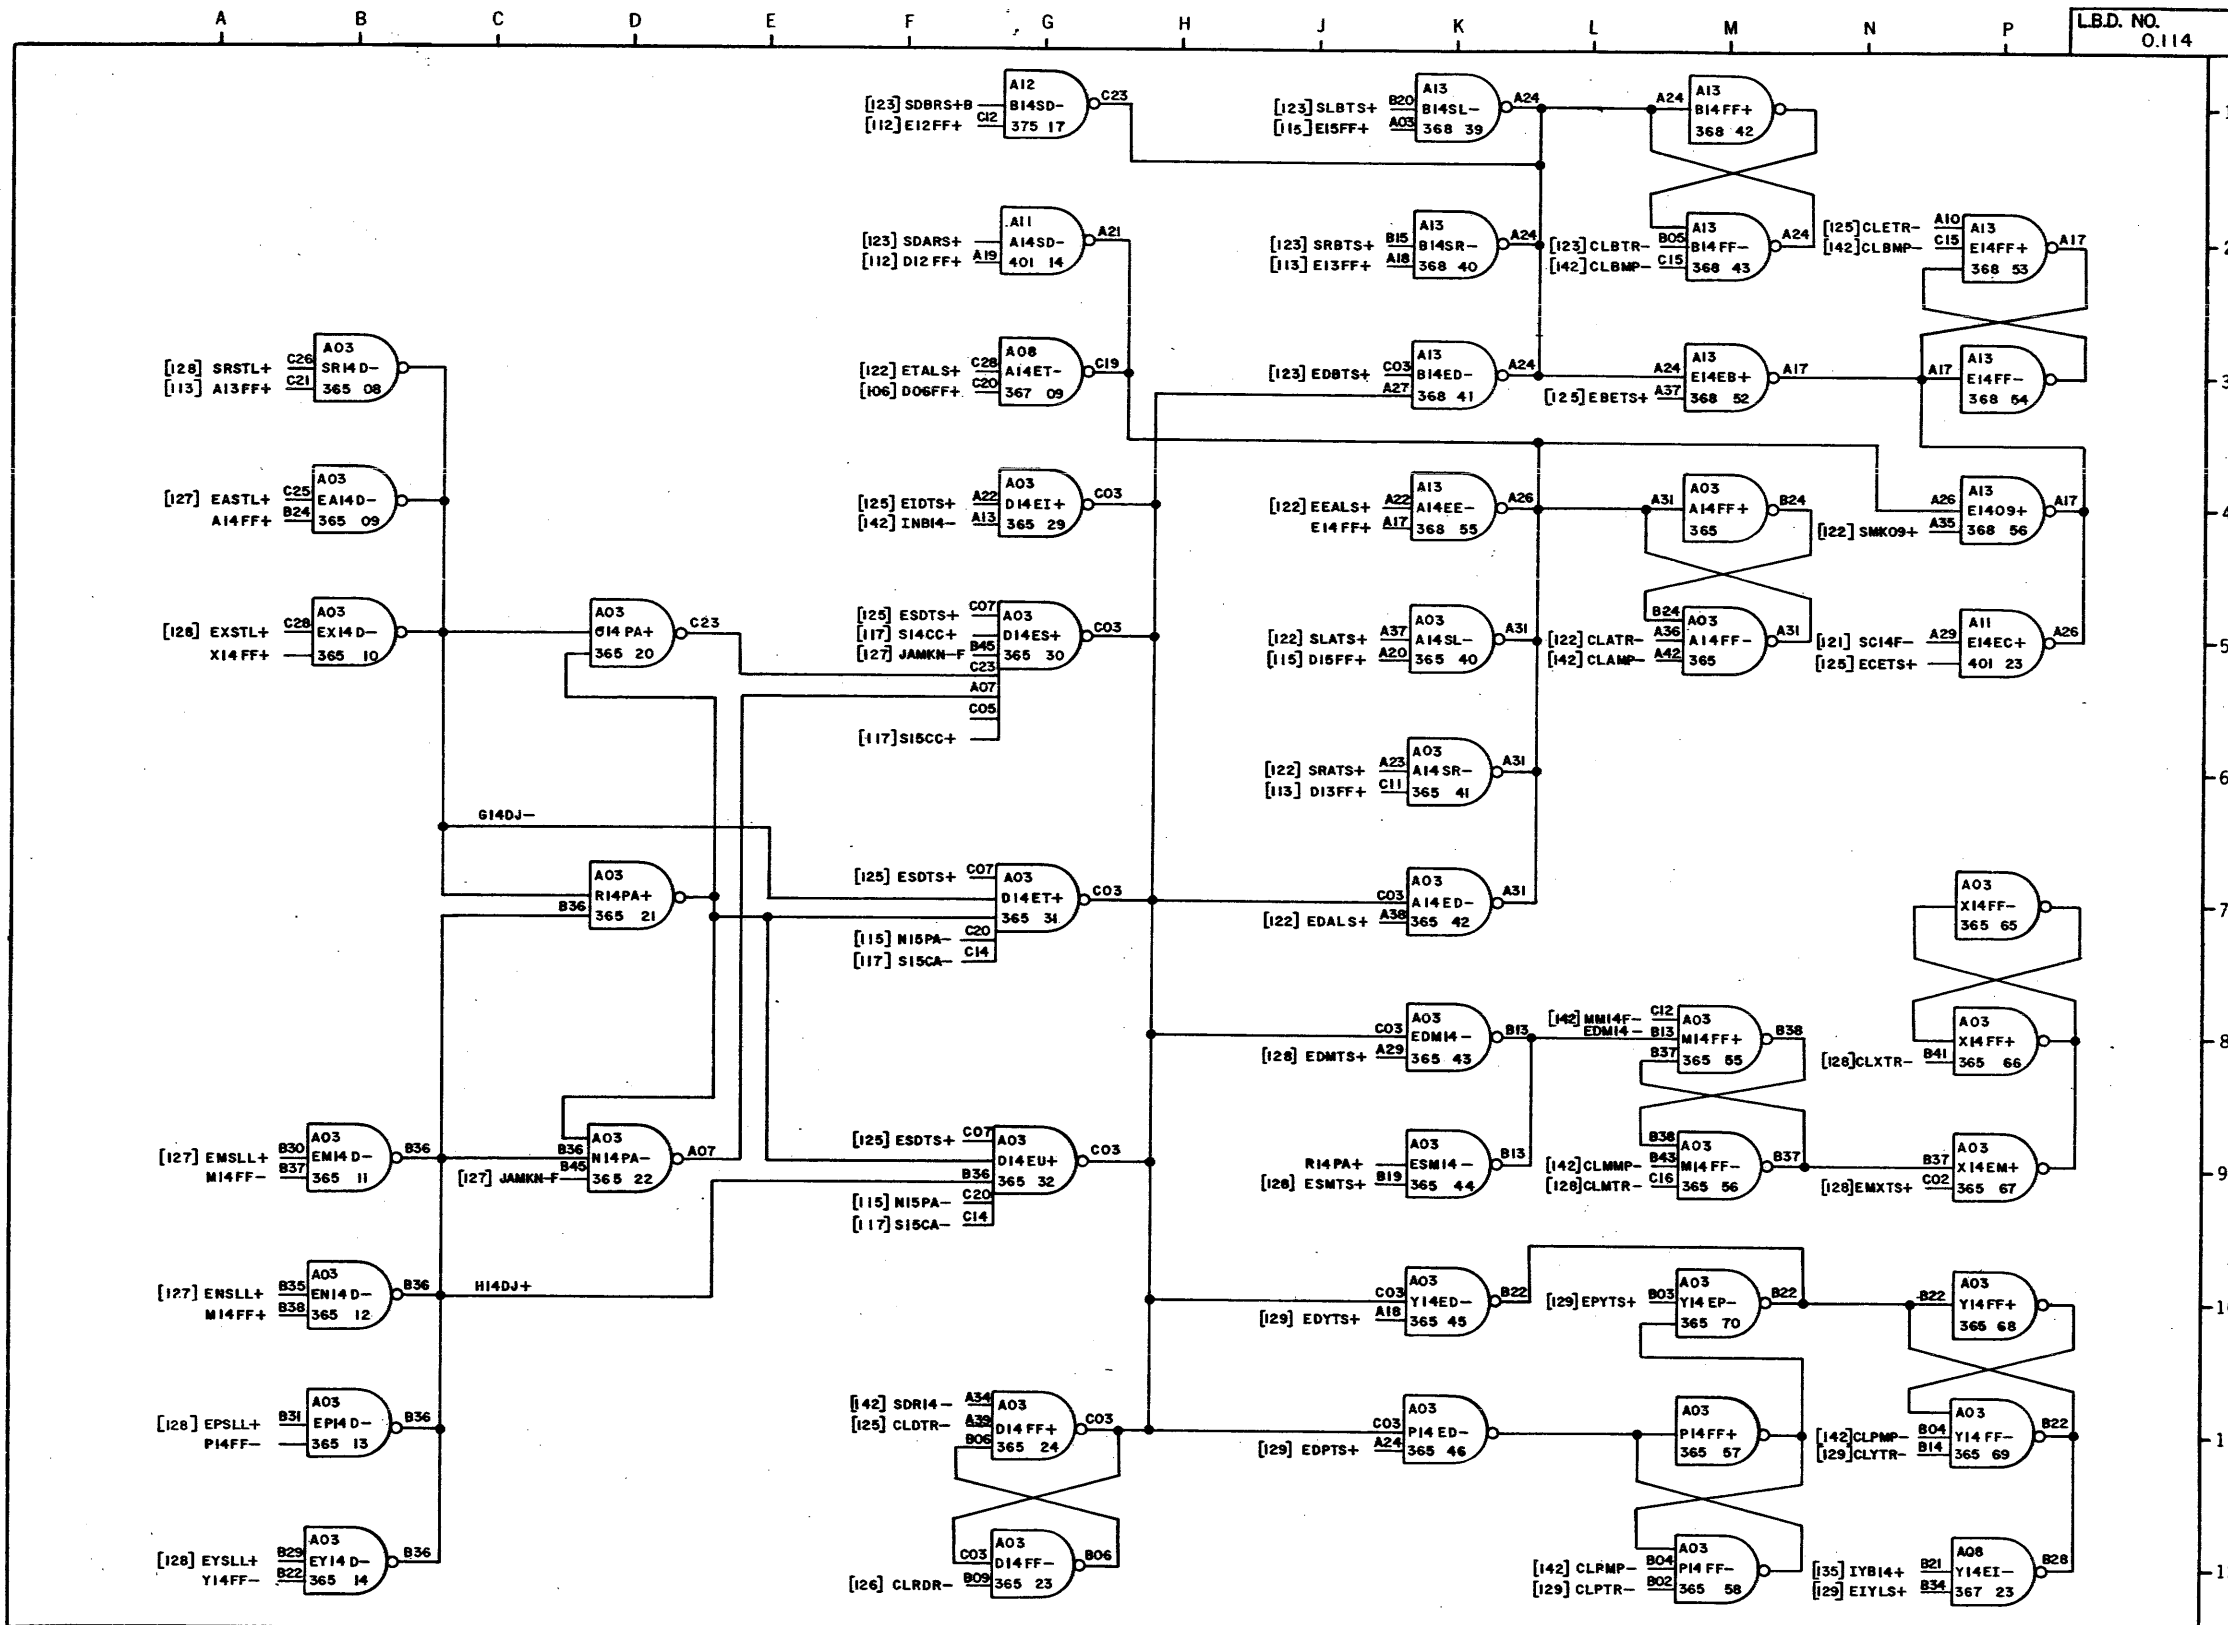 A B C D E F G H J K L M N P
L.B.D. NO.
0.114
1
2
3
4
5
6
7
8
9
A12
B14SD-
375 17
[123] SDBRS+B
[112] E12FF+ C12
C23
A13
B14SL-
368 39
[123] SLBTS+ B20
[115] E15FF+ A03
A24
A24
A13
B14FF+
368 42
A11
A14SD-
401 14
[123] SDARS+
[112] D12FF+ A19
A21
A13
B14SR-
368 40
[123] SRBTS+ B15
[113] E13FF+ A18
A24
A13
B14FF-
368 43
[123] CLBTR- B05
[142] CLBMP- C15
A24
A13
E14FF+
368 53
[125] CLETR- A10
[142] CLBMP- C15
A17
A03
SR14D-
365 08
[128] SRSTL+ C26
[113] A13FF+ C21
A08
A14ET-
367 09
[122] ETALS+ C28
[106] D06FF+ C20
C19
A13
B14ED-
368 41
[123] EDBTS+ C03
A27
A24
A13
E14EB+
368 52
A24
[125] EBETS+ A37
A17
A17
A13
E14FF-
368 54
A03
EA14D-
365 09
[127] EASTL+ C25
A14FF+ B24
A03
D14EI+
365 29
[125] EIDTS+ A22
[142] INB14- A13
C03
A13
A14EE-
368 55
[122] EEALS+ A22
E14FF+ A17
A26
A31
A03
A14FF+
365
B24
A13
E1409+
368 56
A26
[122] SMK09+ A35
A17
A03
EX14D-
365 10
[128] EXSTL+ C28
X14FF+
A03
G14PA+
365 20
C23
A03
D14ES+
365 30
[125] ESDTS+ C07
[117] S14CC+
[127] JAMKN-F B45
C23
A07
C05
[117] S15CC+
C03
A03
A14SL-
365 40
[122] SLATS+ A37
[115] D15FF+ A20
A31
A03
A14FF-
365
B24
[122] CLATR- A36
[142] CLAMP- A42
A31
A11
E14EC+
401 23
[121] SC14F- A29
[125] ECETS+
A26
A03
A14SR-
365 41
[122] SRATS+ A23
[113] D13FF+ C11
A31
G14DJ-
A03
R14PA+
365 21
B36
A03
D14ET+
365 31
[125] ESDTS+ C07
[115] N15PA- C20
[117] S15CA- C14
C03
A03
A14ED-
365 42
C03
[122] EDALS+ A38
A31
A03
X14FF-
365 65
A03
EDM14-
365 43
C03
[128] EDMTS+ A29
B13
A03
M14FF+
365 55
[142] MM14F- C12
EDM14- B13
B37
B38
A03
X14FF+
365 66
[128] CLXTR- B41
A03
EM14D-
365 11
[127] EMSLL+ B30
M14FF- B37
B36
A03
N14PA-
365 22
B36
[127] JAMKN-F B45
A07
A03
D14EU+
365 32
[125] ESDTS+ C07
B36
[115] N15PA- C20
[117] S15CA- C14
C03
A03
ESM14-
365 44
R14PA+
[128] ESMTS+ B19
B13
A03
M14FF-
365 56
B38
[142] CLMMP- B43
[128] CLMTR- C16
B37
A03
X14EM+
365 67
B37
[128] EMXTS+ C02
A03
EN14D-
365 12
[127] ENSLL+ B35
M14FF+ B38
B36
H14DJ+
A03
Y14ED-
365 45
C03
[129] EDYTS+ A18
B22
A03
Y14EP-
365 70
[129] EPYTS+ B03
B22
A03
Y14FF+
365 68
B22
A03
EP14D-
365 13
[128] EPSLL+ B31
P14FF-
B36
A03
D14FF+
365 24
[142] SDR14- A34
[125] CLDTR- A39
B06
C03
A03
P14ED-
365 46
C03
[129] EDPTS+ A24
A03
P14FF+
365 57
A03
Y14FF-
365 69
[142] CLPMP- B04
[129] CLYTR- B14
B22
A03
EY14D-
365 14
[128] EYSLL+ B29
Y14FF- B22
B36
A03
D14FF-
365 23
C03
[126] CLRDR- B09
B06
A03
P14FF-
365 58
[142] CLPMP- B04
[129] CLPTR- B02
A08
Y14EI-
367 23
[135] IYB14+ B21
[129] EIYLS+ B34
B28